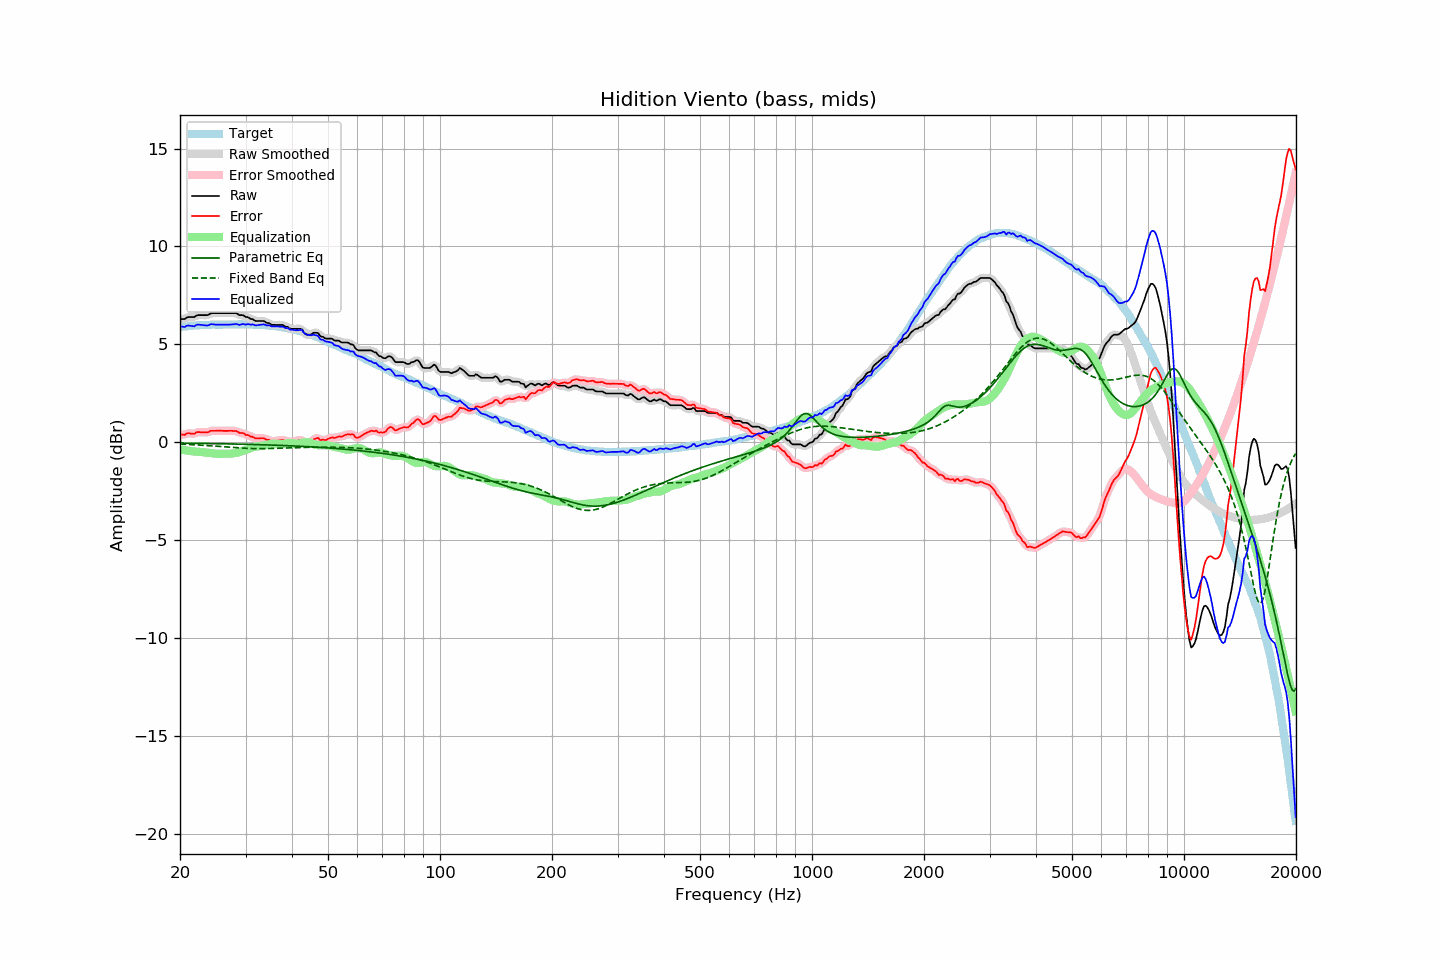 Hidition Viento (bass, mids)
Target
Raw Smoothed
Error Smoothed
Raw
Error
Equalization
Parametric Eq
Fixed Band Eq
Equalized
Amplitude (dBr)
15
10
5
0
−5
−10
−15
−20
20 50 100 200 500 1000 2000 5000 10000 20000
Frequency (Hz)